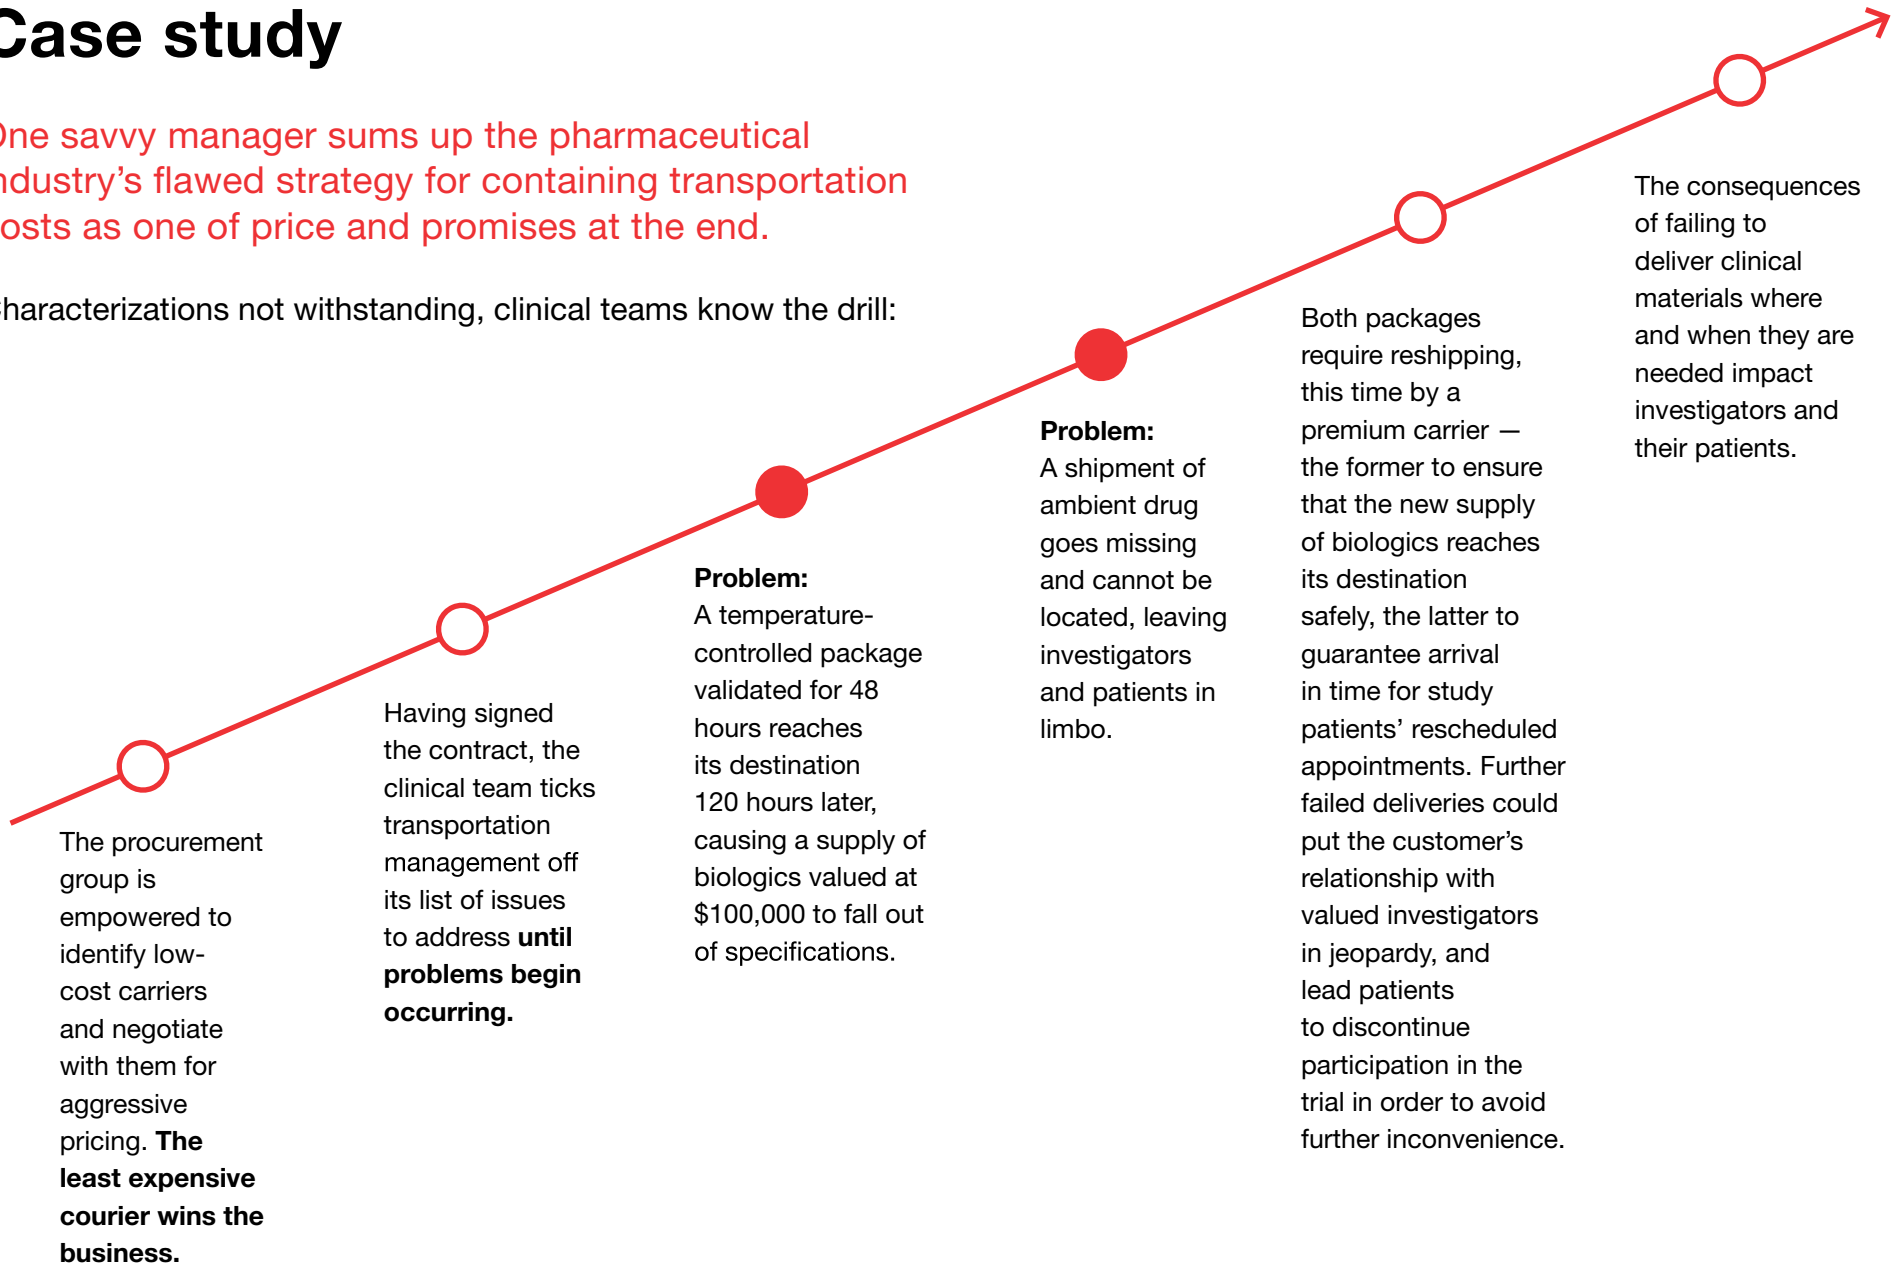 Case study
One savvy manager sums up the pharmaceutical
industry’s flawed strategy for containing transportation
costs as one of price and promises at the end.
Characterizations not withstanding, clinical teams know the drill:
The procurement
group is
empowered to
identify low-
cost carriers
and negotiate
with them for
aggressive
pricing. The
least expensive
courier wins the
business.
Having signed
the contract, the
clinical team ticks
transportation
management off
its list of issues
to address until
problems begin
occurring.
Problem:
A temperature-
controlled package
validated for 48
hours reaches
its destination
120 hours later,
causing a supply of
biologics valued at
$100,000 to fall out
of specifications.
Problem:
A shipment of
ambient drug
goes missing
and cannot be
located, leaving
investigators
and patients in
limbo.
Both packages
require reshipping,
this time by a
premium carrier —
the former to ensure
that the new supply
of biologics reaches
its destination
safely, the latter to
guarantee arrival
in time for study
patients’ rescheduled
appointments. Further
failed deliveries could
put the customer’s
relationship with
valued investigators
in jeopardy, and
lead patients
to discontinue
participation in the
trial in order to avoid
further inconvenience.
The consequences
of failing to
deliver clinical
materials where
and when they are
needed impact
investigators and
their patients.